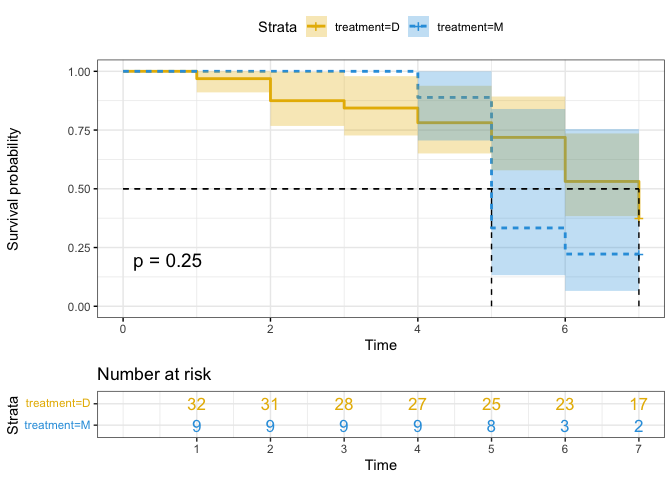 Strata treatment=D treatment=M
Survival probability
1.00
0.75
0.50
0.25
0.00
p = 0.25
0 2 4 6
Time
Number at risk
Strata
treatment=D 32 31 28 27 25 23 17
treatment=M 9 9 9 9 8 3 2
1 2 3 4 5 6 7
Time